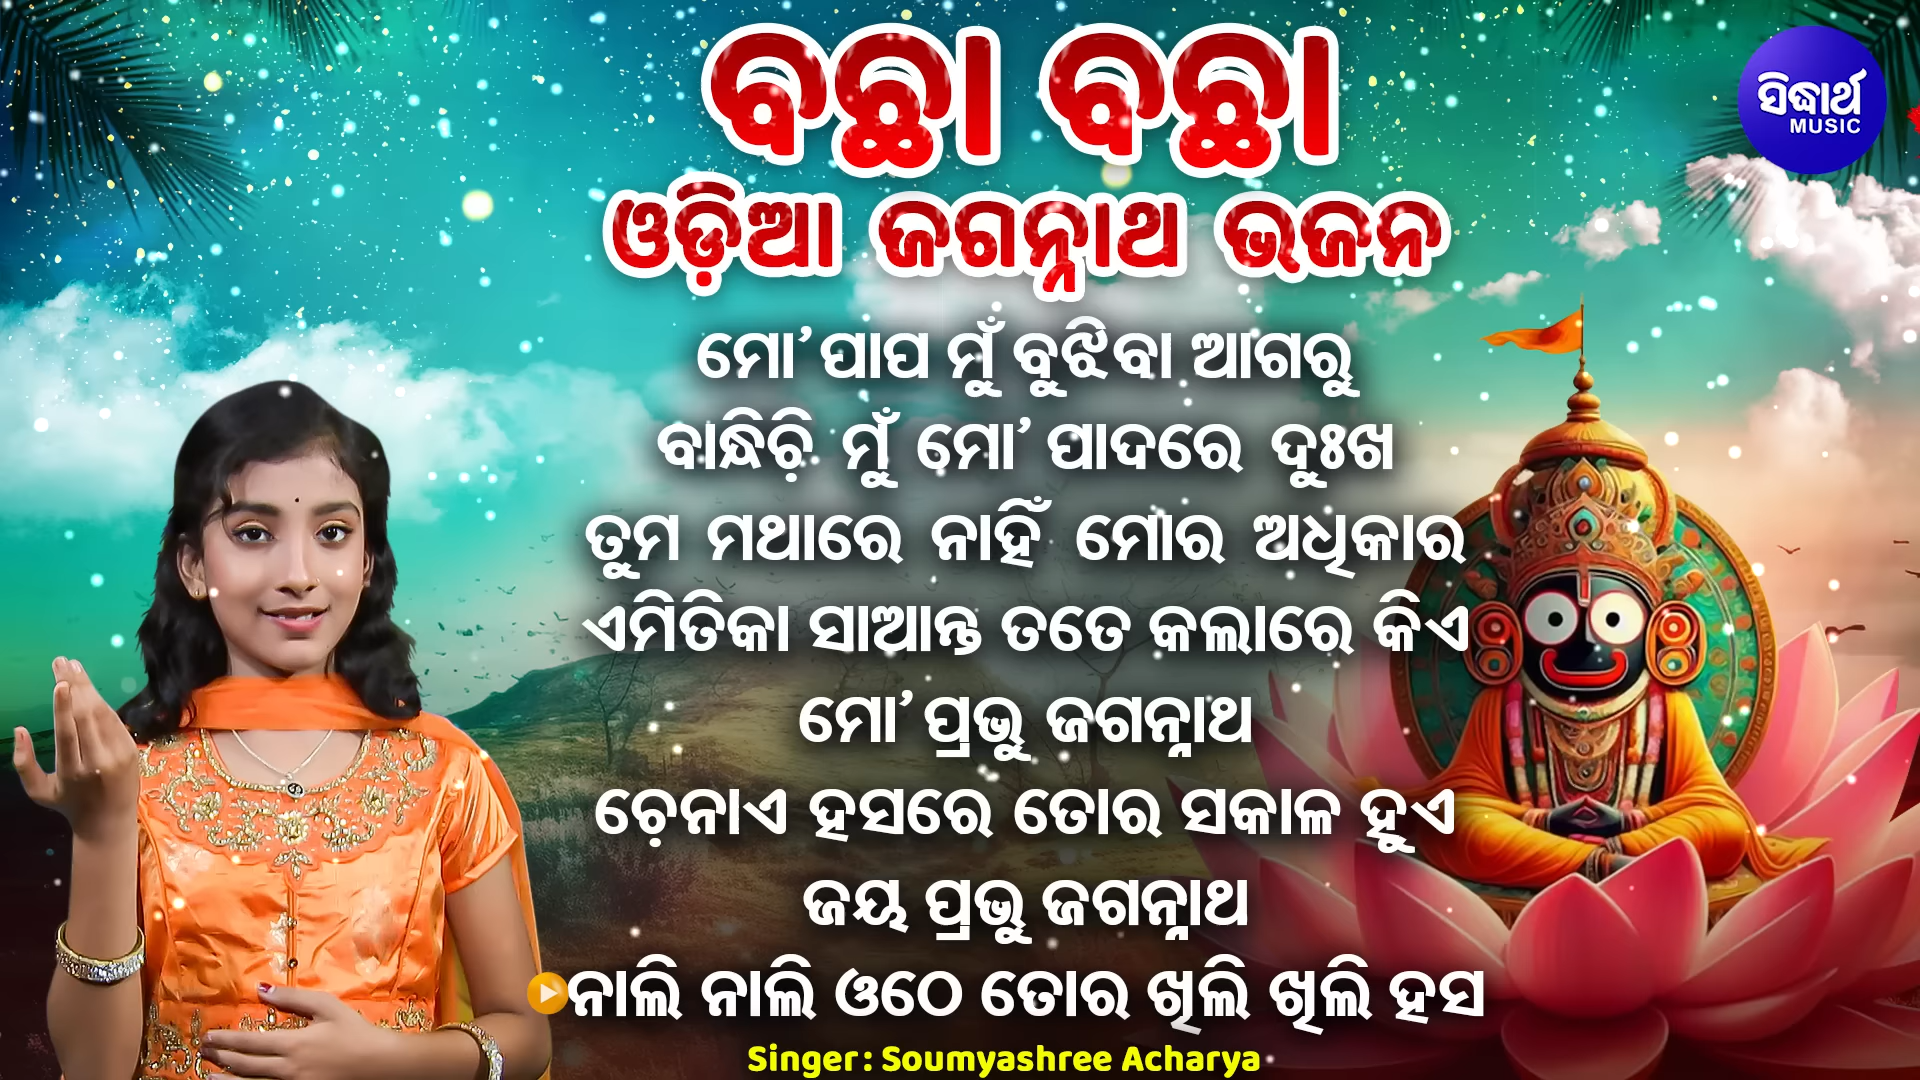 ବଛା ବଛା
ସିଦ୍ଧାର୍ଥ
MUSIC
ଓଡ଼ିଆ ଜଗନ୍ନାଥ ଭଜନ
ମୋ' ପାପ ମୁଁ ବୁଝିବା ଆଗରୁ
ବାନ୍ଧିଚି ମୁଁ ମୋ' ପାଦରେ ଦୁଃଖ
ତୁମ ମଥାରେ ନାହିଁ ମୋର ଅଧିକାର
ଏମିତିକା ସାଆନ୍ତ ତତେ କଲାରେ କିଏ
ମୋ' ପ୍ରଭୁ ଜଗନ୍ନାଥ
ଚେନାଏ ହସରେ ତୋର ସକାଳ ହୁଏ
ଜୟ ପ୍ରଭୁ ଜଗନ୍ନାଥ
ନାଲି ନାଲି ଓଠେ ତୋର ଖିଲି ଖିଲି ହସ
Singer : Soumyashree Acharya